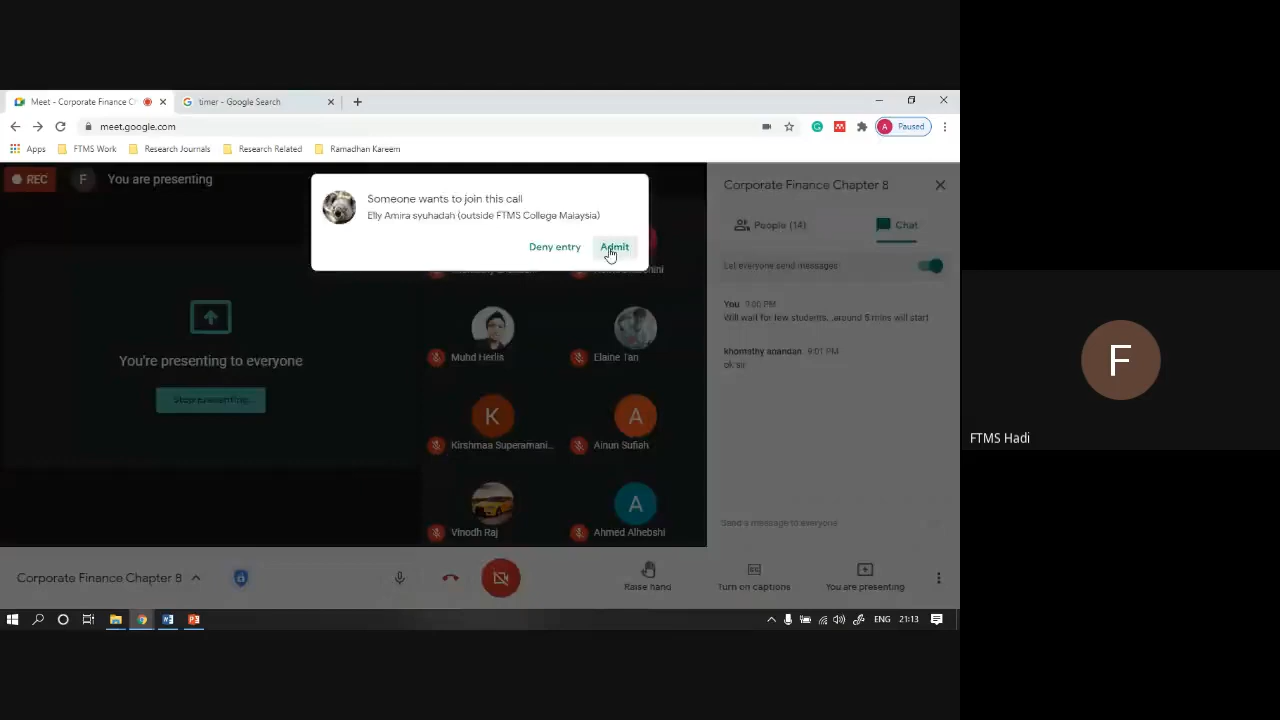 Meet - Corporate Finance C
timer - Google Search
meet.google.com
A Paused
Apps FTMS Work Research Journals Research Related Ramadhan Kareem
REC F You are presenting
Someone wants to join this call
Elly Amira syuhadah (outside FTMS College Malaysia)
Deny entry Admit
You're presenting to everyone
Stop presenting
Muhd Herlis
Elaine Tan
K
Kirshmaa Superamani...
A
Ainun Sufiah
Vinodh Raj
A
Ahmed Alhebshi
Corporate Finance Chapter 8
People (14)
Chat
Let everyone send messages
You 9:00 PM
Will wait for few students...around 5 mins will start
khomathy anandan 9:01 PM
ok sir
Send a message to everyone
Corporate Finance Chapter 8
Raise hand
Turn on captions
You are presenting
ENG 21:13
F
FTMS Hadi